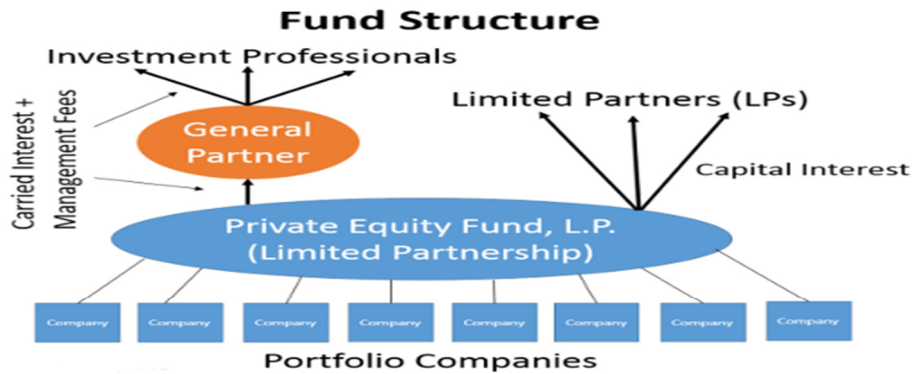 Fund Structure
Investment Professionals
Limited Partners (LPs)
General
Partner
Carried Interest +
Management Fees
Capital Interest
Private Equity Fund, L.P.
(Limited Partnership)
Company
Company
Company
Company
Company
Company
Company
Company
Portfolio Companies